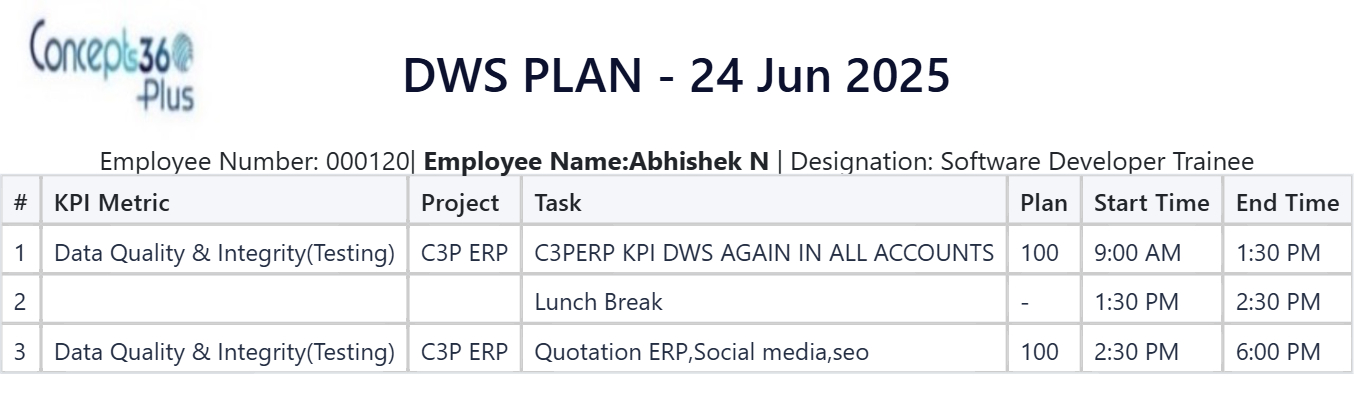 Concepts360
Plus
DWS PLAN - 24 Jun 2025
Employee Number: 000120| Employee Name:Abhishek N | Designation: Software Developer Trainee
# KPI Metric Project Task Plan Start Time End Time
1 Data Quality & Integrity(Testing) C3P ERP C3PERP KPI DWS AGAIN IN ALL ACCOUNTS 100 9:00 AM 1:30 PM
2 Lunch Break - 1:30 PM 2:30 PM
3 Data Quality & Integrity(Testing) C3P ERP Quotation ERP,Social media,seo 100 2:30 PM 6:00 PM